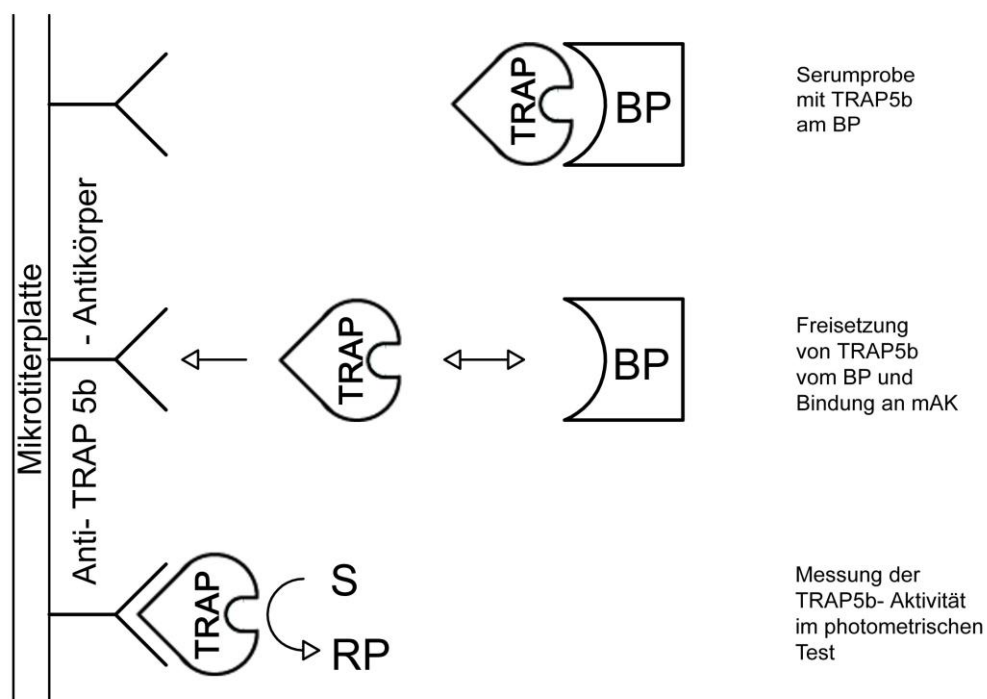 Mikrotiterplatte
Anti- TRAP 5b - Antikörper
TRAP
BP
Serumprobe
mit TRAP5b
am BP
TRAP
BP
Freisetzung
von TRAP5b
vom BP und
Bindung an mAK
TRAP
S
RP
Messung der
TRAP5b- Aktivität
im photometrischen
Test